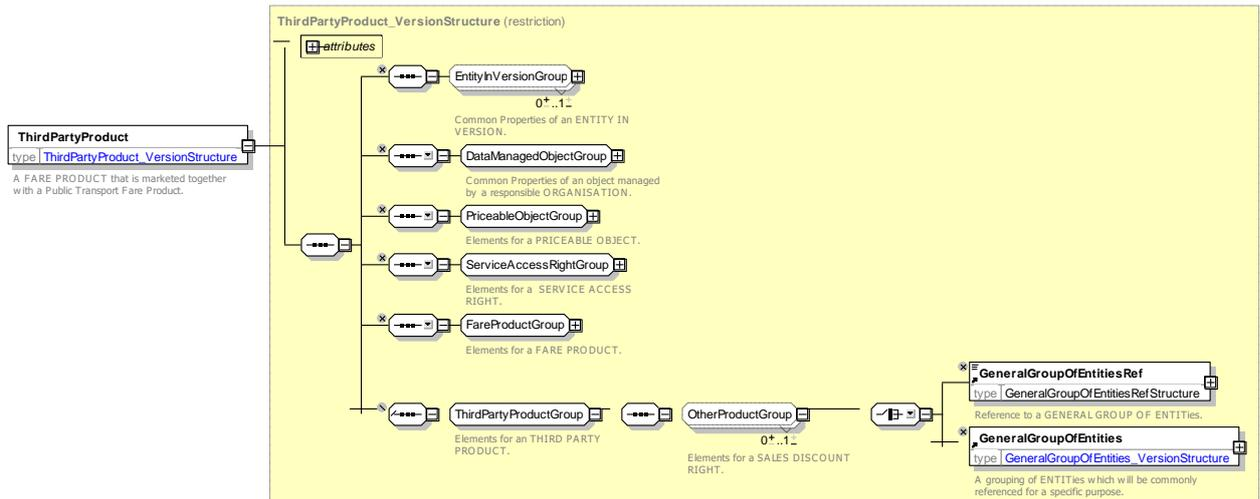 ThirdPartyProduct_VersionStructure (restriction)
attributes
EntityInVersionGroup
0..1
Common Properties of an ENTITY IN
VERSION.
ThirdPartyProduct
type ThirdPartyProduct_VersionStructure
A FARE PRODUCT that is marketed together
with a Public Transport Fare Product.
DataManagedObjectGroup
Common Properties of an object managed
by a responsible ORGANISATION.
PriceableObjectGroup
Elements for a PRICEABLE OBJECT.
ServiceAccessRightGroup
Elements for a SERVICE ACCESS
RIGHT.
FareProductGroup
Elements for a FARE PRODUCT.
ThirdPartyProductGroup
Elements for an THIRD PARTY
PRODUCT.
OtherProductGroup
0..1
Elements for a SALES DISCOUNT
RIGHT.
GeneralGroupOfEntitiesRef
type GeneralGroupOfEntitiesRefStructure
Reference to a GENERAL GROUP OF ENTITies.
GeneralGroupOfEntities
type GeneralGroupOfEntities_VersionStructure
A grouping of ENTITies which will be commonly
referenced for a specific purpose.